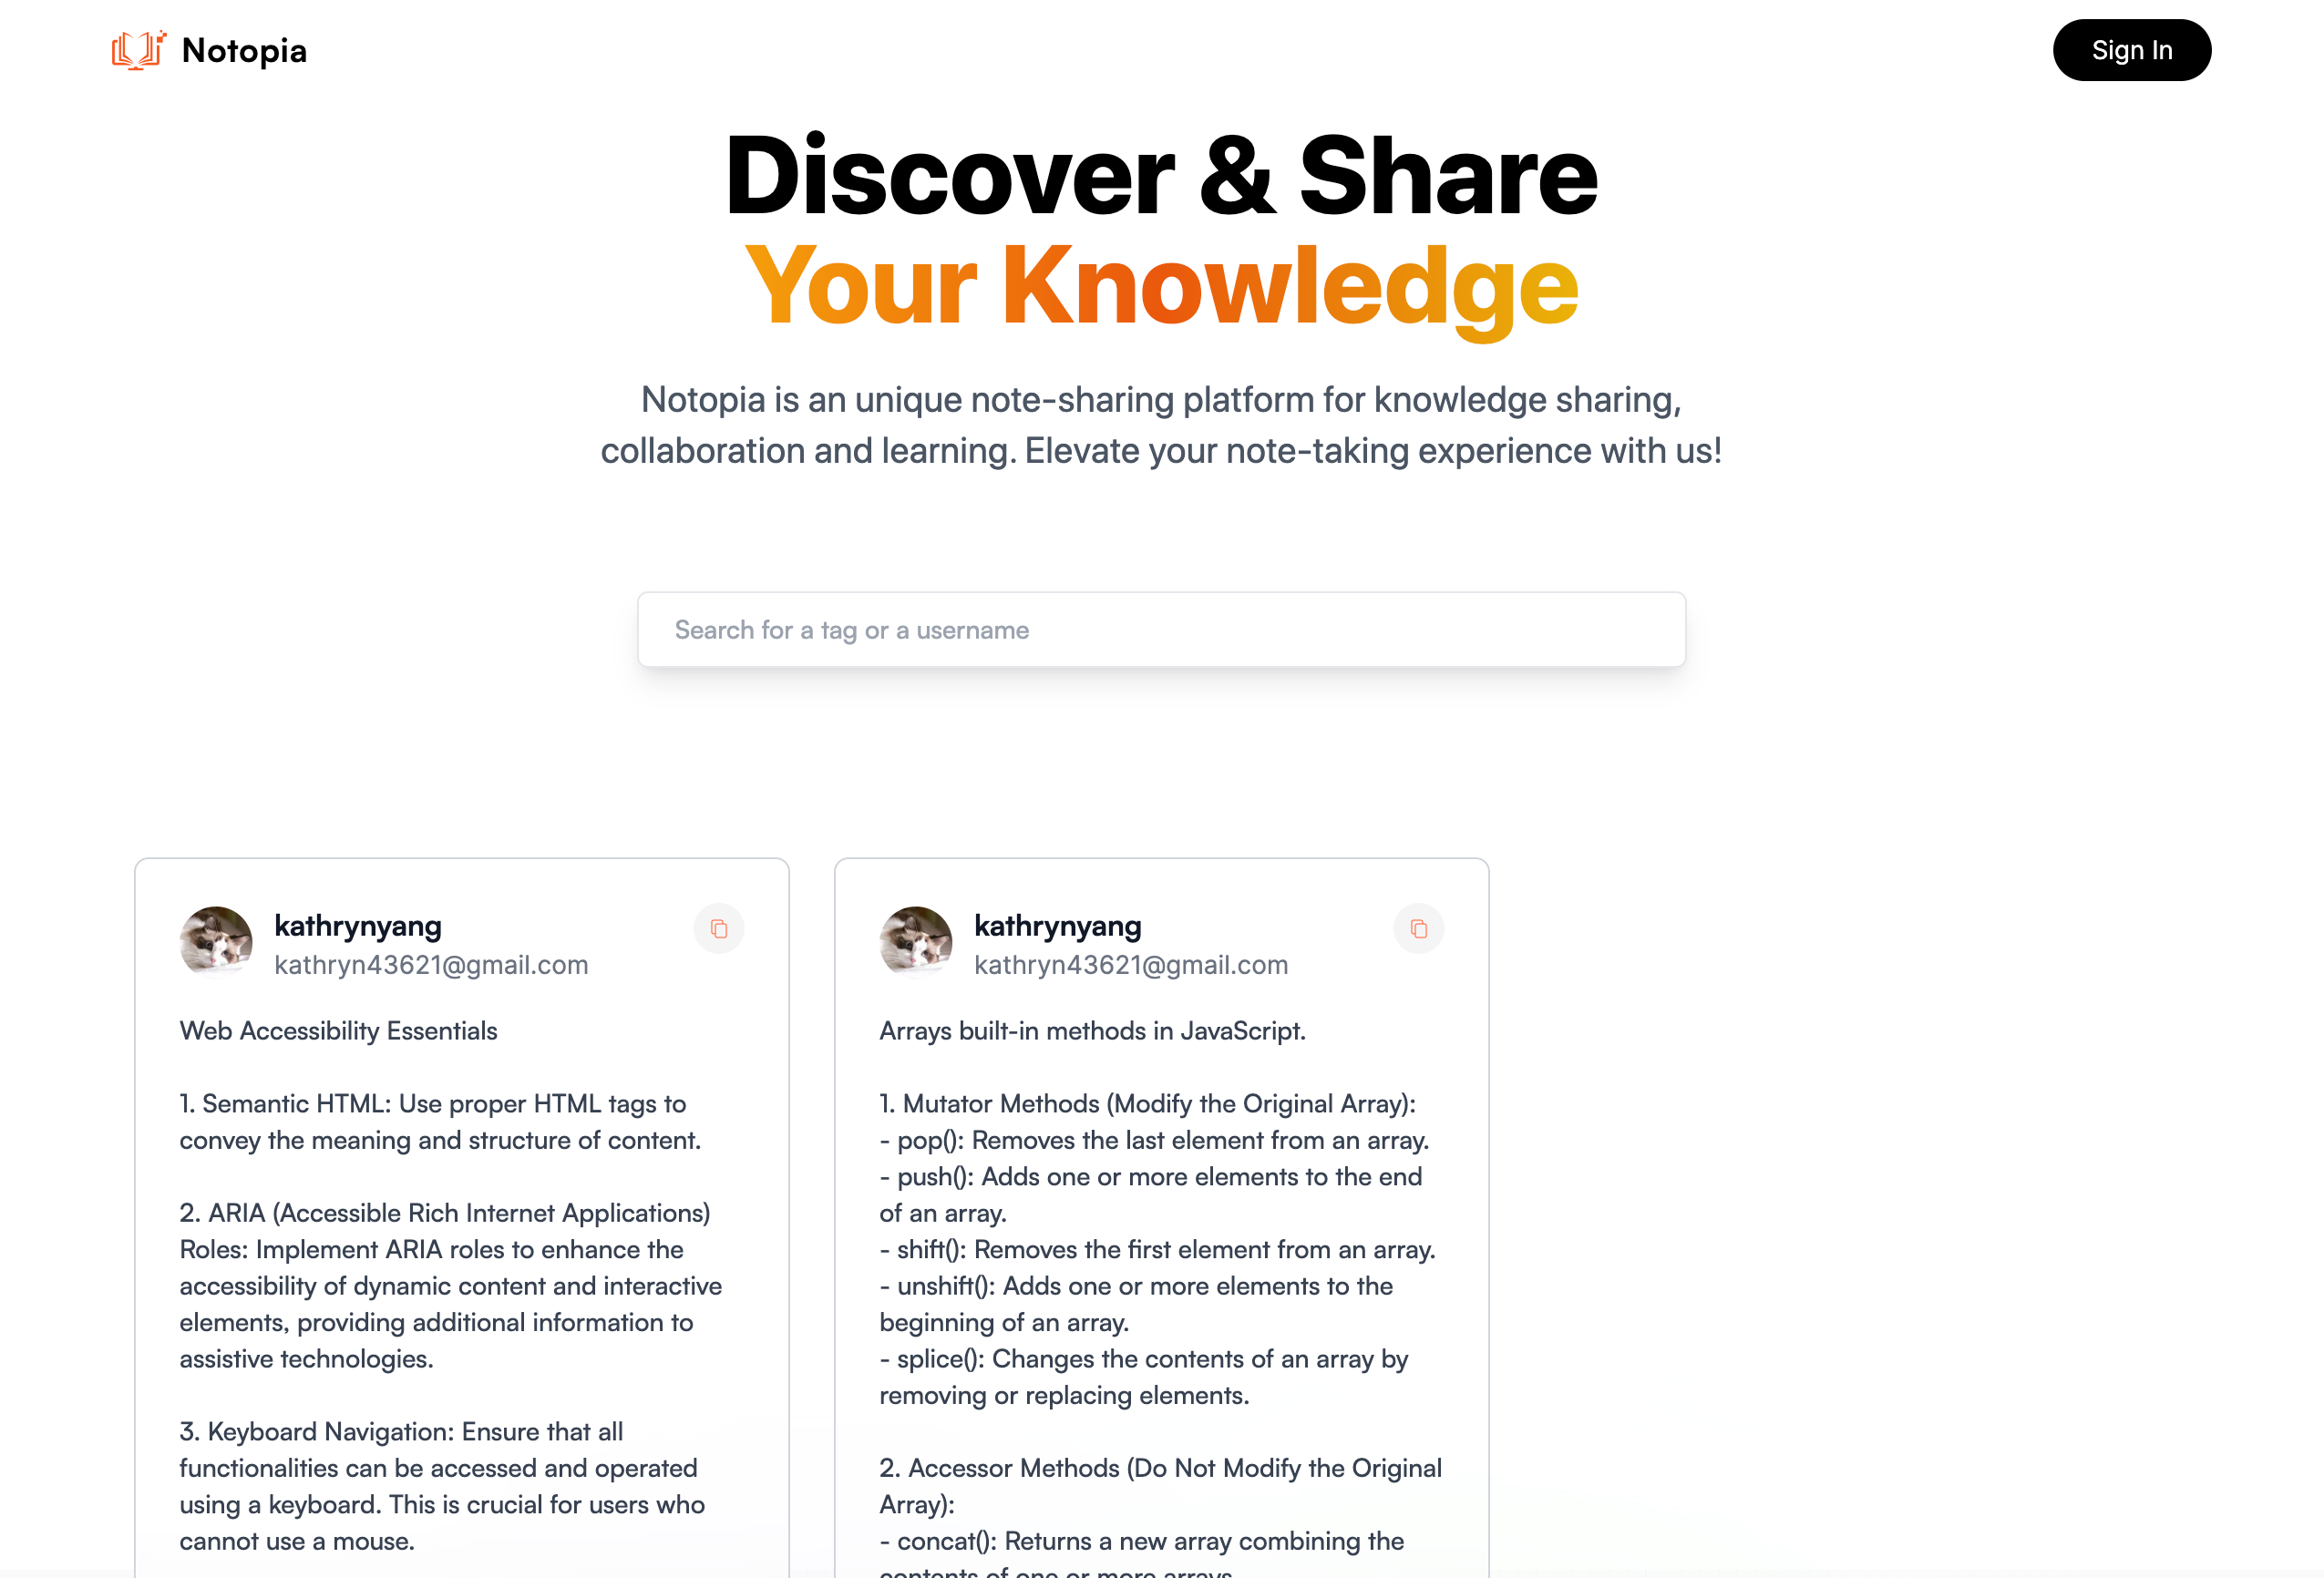 Notopia
Sign In
Discover & Share
Your Knowledge
Notopia is an unique note-sharing platform for knowledge sharing,
collaboration and learning. Elevate your note-taking experience with us!
Search for a tag or a username
kathrynyang
kathryn43621@gmail.com
Web Accessibility Essentials
1. Semantic HTML: Use proper HTML tags to
convey the meaning and structure of content.
2. ARIA (Accessible Rich Internet Applications)
Roles: Implement ARIA roles to enhance the
accessibility of dynamic content and interactive
elements, providing additional information to
assistive technologies.
3. Keyboard Navigation: Ensure that all
functionalities can be accessed and operated
using a keyboard. This is crucial for users who
cannot use a mouse.
kathrynyang
kathryn43621@gmail.com
Arrays built-in methods in JavaScript.
1. Mutator Methods (Modify the Original Array):
- pop(): Removes the last element from an array.
- push(): Adds one or more elements to the end
of an array.
- shift(): Removes the first element from an array.
- unshift(): Adds one or more elements to the
beginning of an array.
- splice(): Changes the contents of an array by
removing or replacing elements.
2. Accessor Methods (Do Not Modify the Original
Array):
- concat(): Returns a new array combining the
contents of one or more arrays.